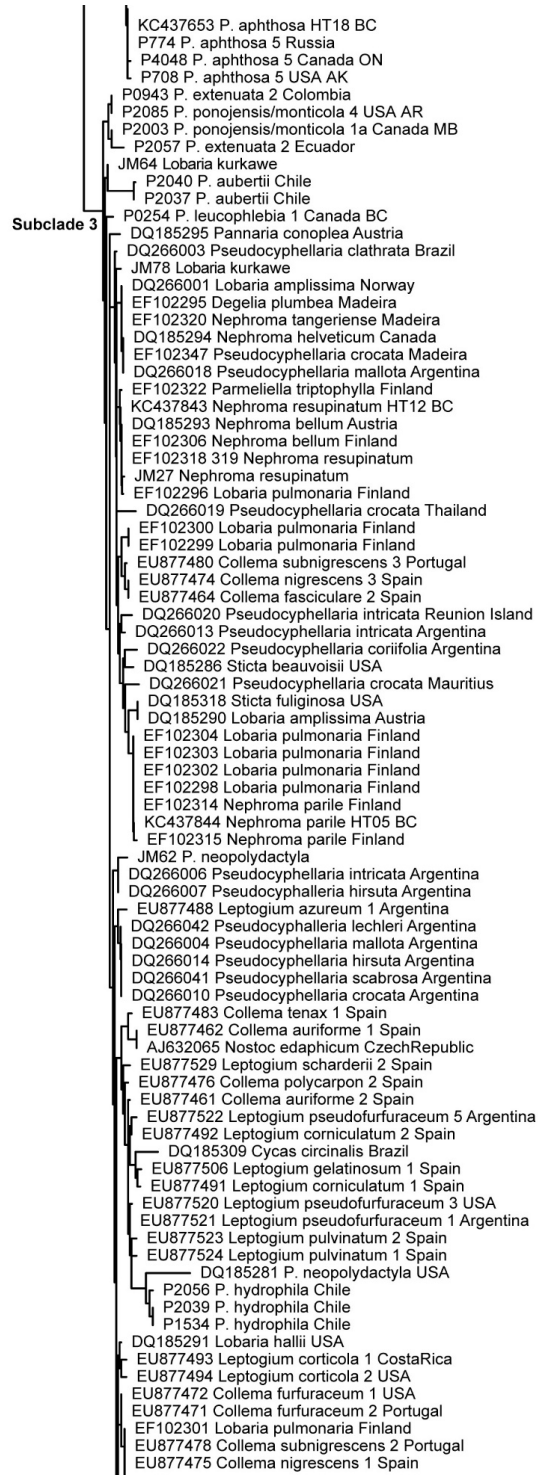 KC437653 P. aphthosa HT18 BC
P774 P. aphthosa 5 Russia
P4048 P. aphthosa 5 Canada ON
P708 P. aphthosa 5 USA AK
P0943 P. extenuata 2 Colombia
P2085 P. ponojensis/monticola 4 USA AR
P2003 P. ponojensis/monticola 1a Canada MB
P2057 P. extenuata 2 Ecuador
JM64 Lobaria kurkawe
P2040 P. aubertii Chile
P2037 P. aubertii Chile
P0254 P. leucophlebia 1 Canada BC
Subclade 3
DQ185295 Pannaria conoplea Austria
DQ266003 Pseudocyphellaria clathrata Brazil
JM78 Lobaria kurkawe
DQ266001 Lobaria amplissima Norway
EF102295 Degelia plumbea Madeira
EF102320 Nephroma tangeriense Madeira
DQ185294 Nephroma helveticum Canada
EF102347 Pseudocyphellaria crocata Madeira
DQ266018 Pseudocyphellaria mallota Argentina
EF102322 Parmeliella triptophylla Finland
KC437843 Nephroma resupinatum HT12 BC
DQ185293 Nephroma bellum Austria
EF102306 Nephroma bellum Finland
EF102318 319 Nephroma resupinatum
JM27 Nephroma resupinatum
EF102296 Lobaria pulmonaria Finland
DQ266019 Pseudocyphellaria crocata Thailand
EF102300 Lobaria pulmonaria Finland
EF102299 Lobaria pulmonaria Finland
EU877480 Collema subnigrescens 3 Portugal
EU877474 Collema nigrescens 3 Spain
EU877464 Collema fasciculare 2 Spain
DQ266020 Pseudocyphellaria intricata Reunion Island
DQ266013 Pseudocyphellaria intricata Argentina
DQ266022 Pseudocyphellaria coriifolia Argentina
DQ185286 Sticta beauvoisii USA
DQ266021 Pseudocyphellaria crocata Mauritius
DQ185318 Sticta fuliginosa USA
DQ185290 Lobaria amplissima Austria
EF102304 Lobaria pulmonaria Finland
EF102303 Lobaria pulmonaria Finland
EF102302 Lobaria pulmonaria Finland
EF102298 Lobaria pulmonaria Finland
EF102314 Nephroma parile Finland
KC437844 Nephroma parile HT05 BC
EF102315 Nephroma parile Finland
JM62 P. neopolydactyla
DQ266006 Pseudocyphellaria intricata Argentina
DQ266007 Pseudocyphalleria hirsuta Argentina
EU877488 Leptogium azureum 1 Argentina
DQ266042 Pseudocyphalleria lechleri Argentina
DQ266004 Pseudocyphellaria mallota Argentina
DQ266014 Pseudocyphellaria hirsuta Argentina
DQ266041 Pseudocyphellaria scabrosa Argentina
DQ266010 Pseudocyphellaria crocata Argentina
EU877483 Collema tenax 1 Spain
EU877462 Collema auriforme 1 Spain
AJ632065 Nostoc edaphicum CzechRepublic
EU877529 Leptogium scharderii 2 Spain
EU877476 Collema polycarpon 2 Spain
EU877461 Collema auriforme 2 Spain
EU877522 Leptogium pseudofurfuraceum 5 Argentina
EU877492 Leptogium corniculatum 2 Spain
DQ185309 Cycas circinalis Brazil
EU877506 Leptogium gelatinosum 1 Spain
EU877491 Leptogium corniculatum 1 Spain
EU877520 Leptogium pseudofurfuraceum 3 USA
EU877521 Leptogium pseudofurfuraceum 1 Argentina
EU877523 Leptogium pulvinatum 2 Spain
EU877524 Leptogium pulvinatum 1 Spain
DQ185281 P. neopolydactyla USA
P2056 P. hydrophila Chile
P2039 P. hydrophila Chile
P1534 P. hydrophila Chile
DQ185291 Lobaria hallii USA
EU877493 Leptogium corticola 1 CostaRica
EU877494 Leptogium corticola 2 USA
EU877472 Collema furfuraceum 1 USA
EU877471 Collema furfuraceum 2 Portugal
EF102301 Lobaria pulmonaria Finland
EU877478 Collema subnigrescens 2 Portugal
EU877475 Collema nigrescens 1 Spain